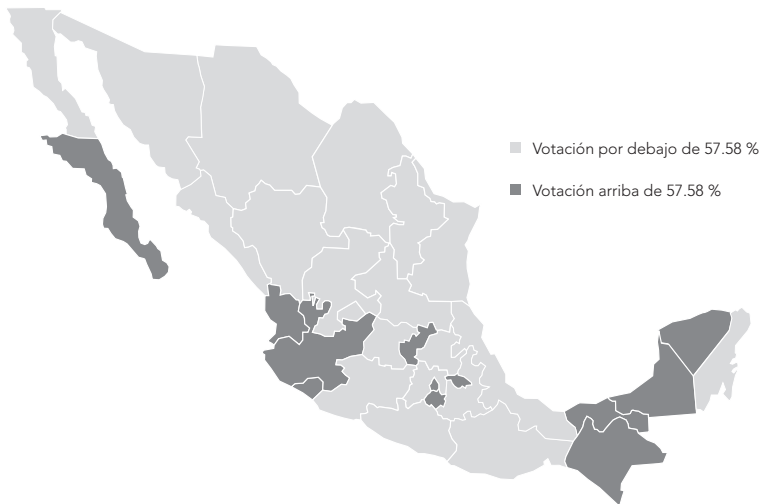 Votación por debajo de 57.58 %
Votación arriba de 57.58 %